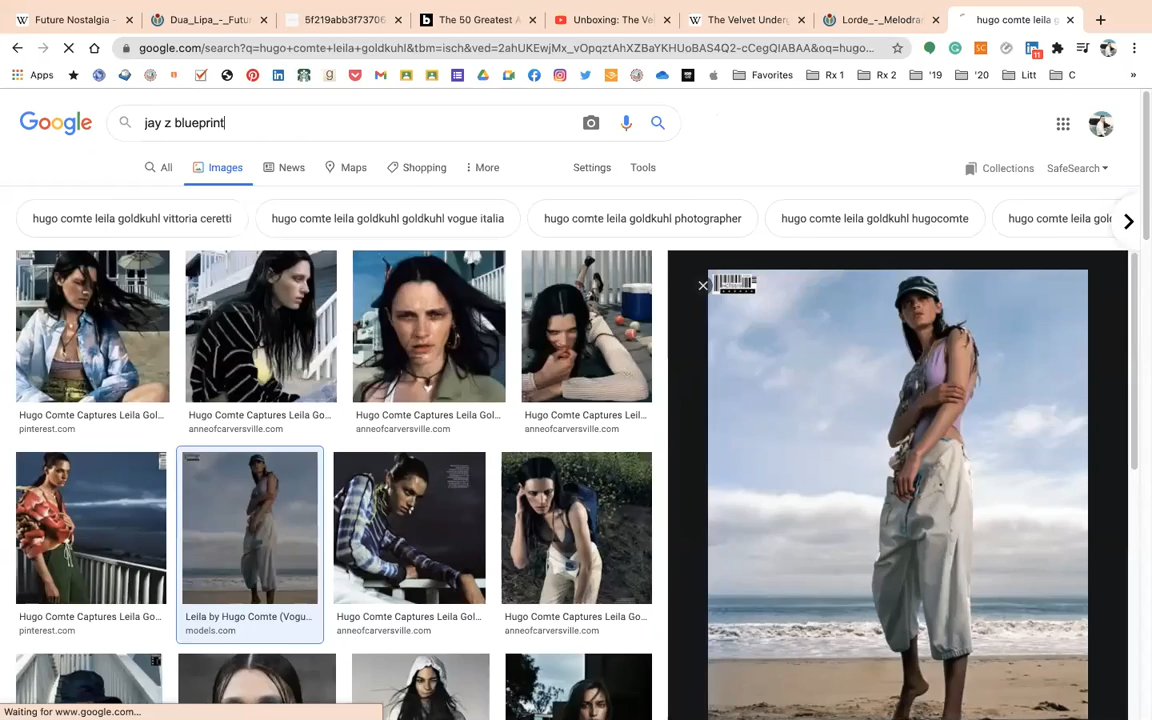 Future Nostalgia -
Dua_Lipa_-_Futur
5f219abb3f73706
The 50 Greatest A
Unboxing: The Vel
The Velvet Underg
Lorde_-_Melodram
hugo comte leila g
google.com/search?q=hugo+comte+leila+goldkuhl&tbm=isch&ved=2ahUKEwjMx_vOpqztAhXZBaYKHUoBAS4Q2-cCegQIABAA&oq=hugo...
11
Apps
Favorites
Rx 1
Rx 2
'19
'20
Litt
C
»
Google
jay z blueprint
All
Images
News
Maps
Shopping
More
Settings
Tools
Collections
SafeSearch
hugo comte leila goldkuhl vittoria ceretti
hugo comte leila goldkuhl goldkuhl vogue italia
hugo comte leila goldkuhl photographer
hugo comte leila goldkuhl hugocomte
hugo comte leila gol
Hugo Comte Captures Leila Go...
pinterest.com
Hugo Comte Captures Leila Go...
anneofcarversville.com
Hugo Comte Captures Leila Gol...
anneofcarversville.com
Hugo Comte Captures Leil...
anneofcarversville.com
Hugo Comte Captures Leila Go...
pinterest.com
Leila by Hugo Comte (Vogu...
models.com
Hugo Comte Captures Leila Gol...
anneofcarversville.com
Hugo Comte Captures Leila...
anneofcarversville.com
Waiting for www.google.com...